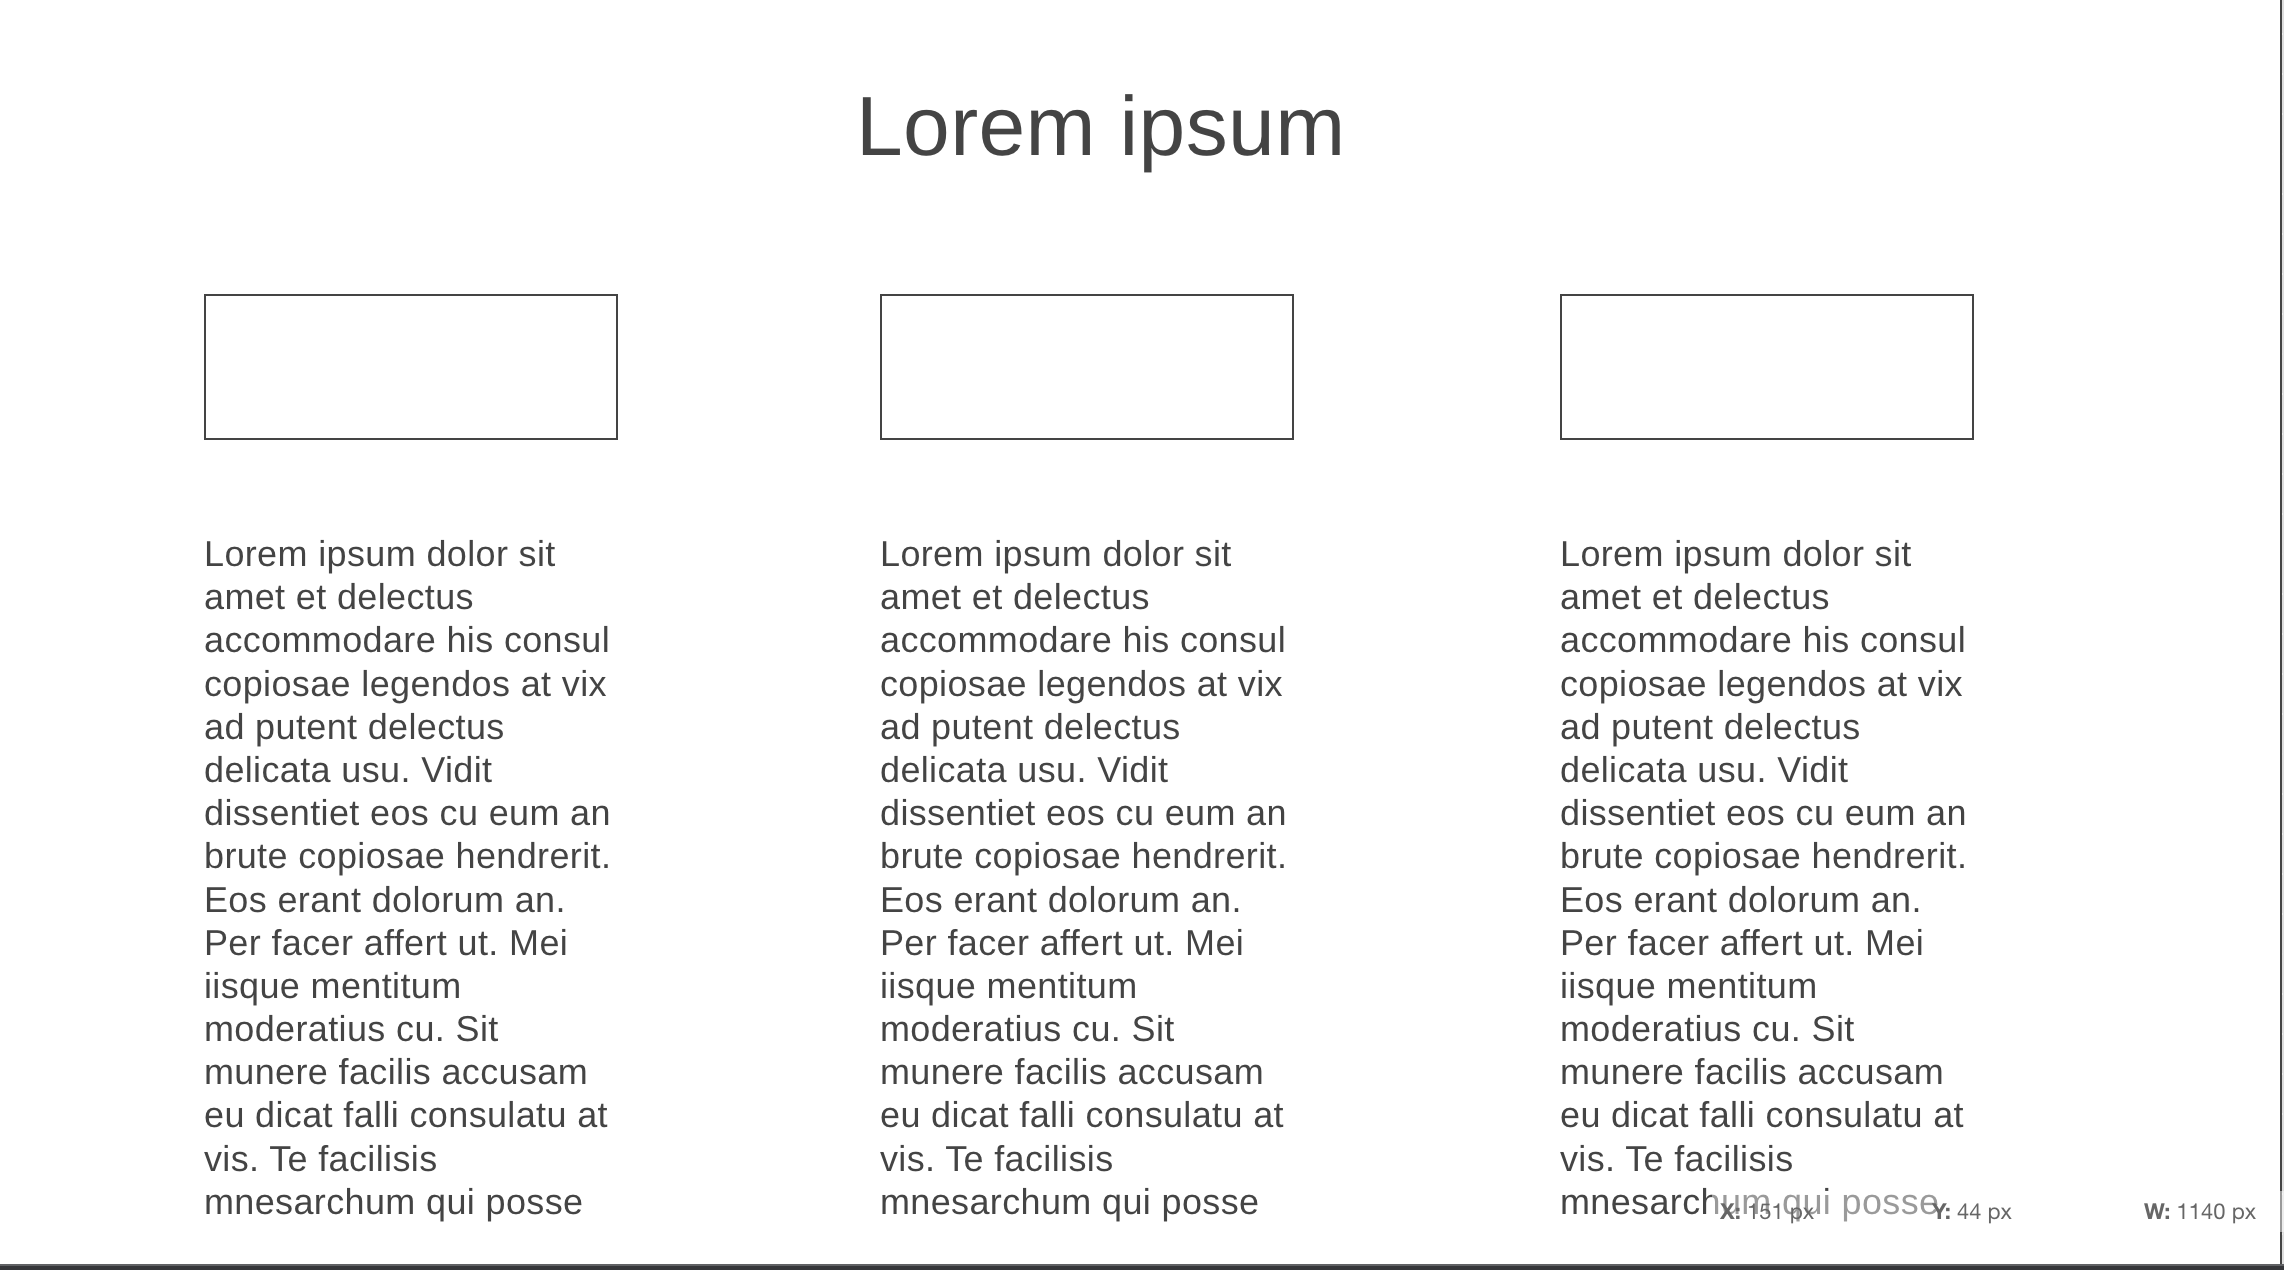 Lorem ipsum
Lorem ipsum dolor sit
amet et delectus
accommodare his consul
copiosae legendos at vix
ad putent delectus
delicata usu. Vidit
dissentiet eos cu eum an
brute copiosae hendrerit.
Eos erant dolorum an.
Per facer affert ut. Mei
iisque mentitum
moderatius cu. Sit
munere facilis accusam
eu dicat falli consulatu at
vis. Te facilisis
mnesarchum qui posse
Lorem ipsum dolor sit
amet et delectus
accommodare his consul
copiosae legendos at vix
ad putent delectus
delicata usu. Vidit
dissentiet eos cu eum an
brute copiosae hendrerit.
Eos erant dolorum an.
Per facer affert ut. Mei
iisque mentitum
moderatius cu. Sit
munere facilis accusam
eu dicat falli consulatu at
vis. Te facilisis
mnesarchum qui posse
Lorem ipsum dolor sit
amet et delectus
accommodare his consul
copiosae legendos at vix
ad putent delectus
delicata usu. Vidit
dissentiet eos cu eum an
brute copiosae hendrerit.
Eos erant dolorum an.
Per facer affert ut. Mei
iisque mentitum
moderatius cu. Sit
munere facilis accusam
eu dicat falli consulatu at
vis. Te facilisis
mnesarchum qui posse
X: 151 px Y: 44 px W: 1140 px